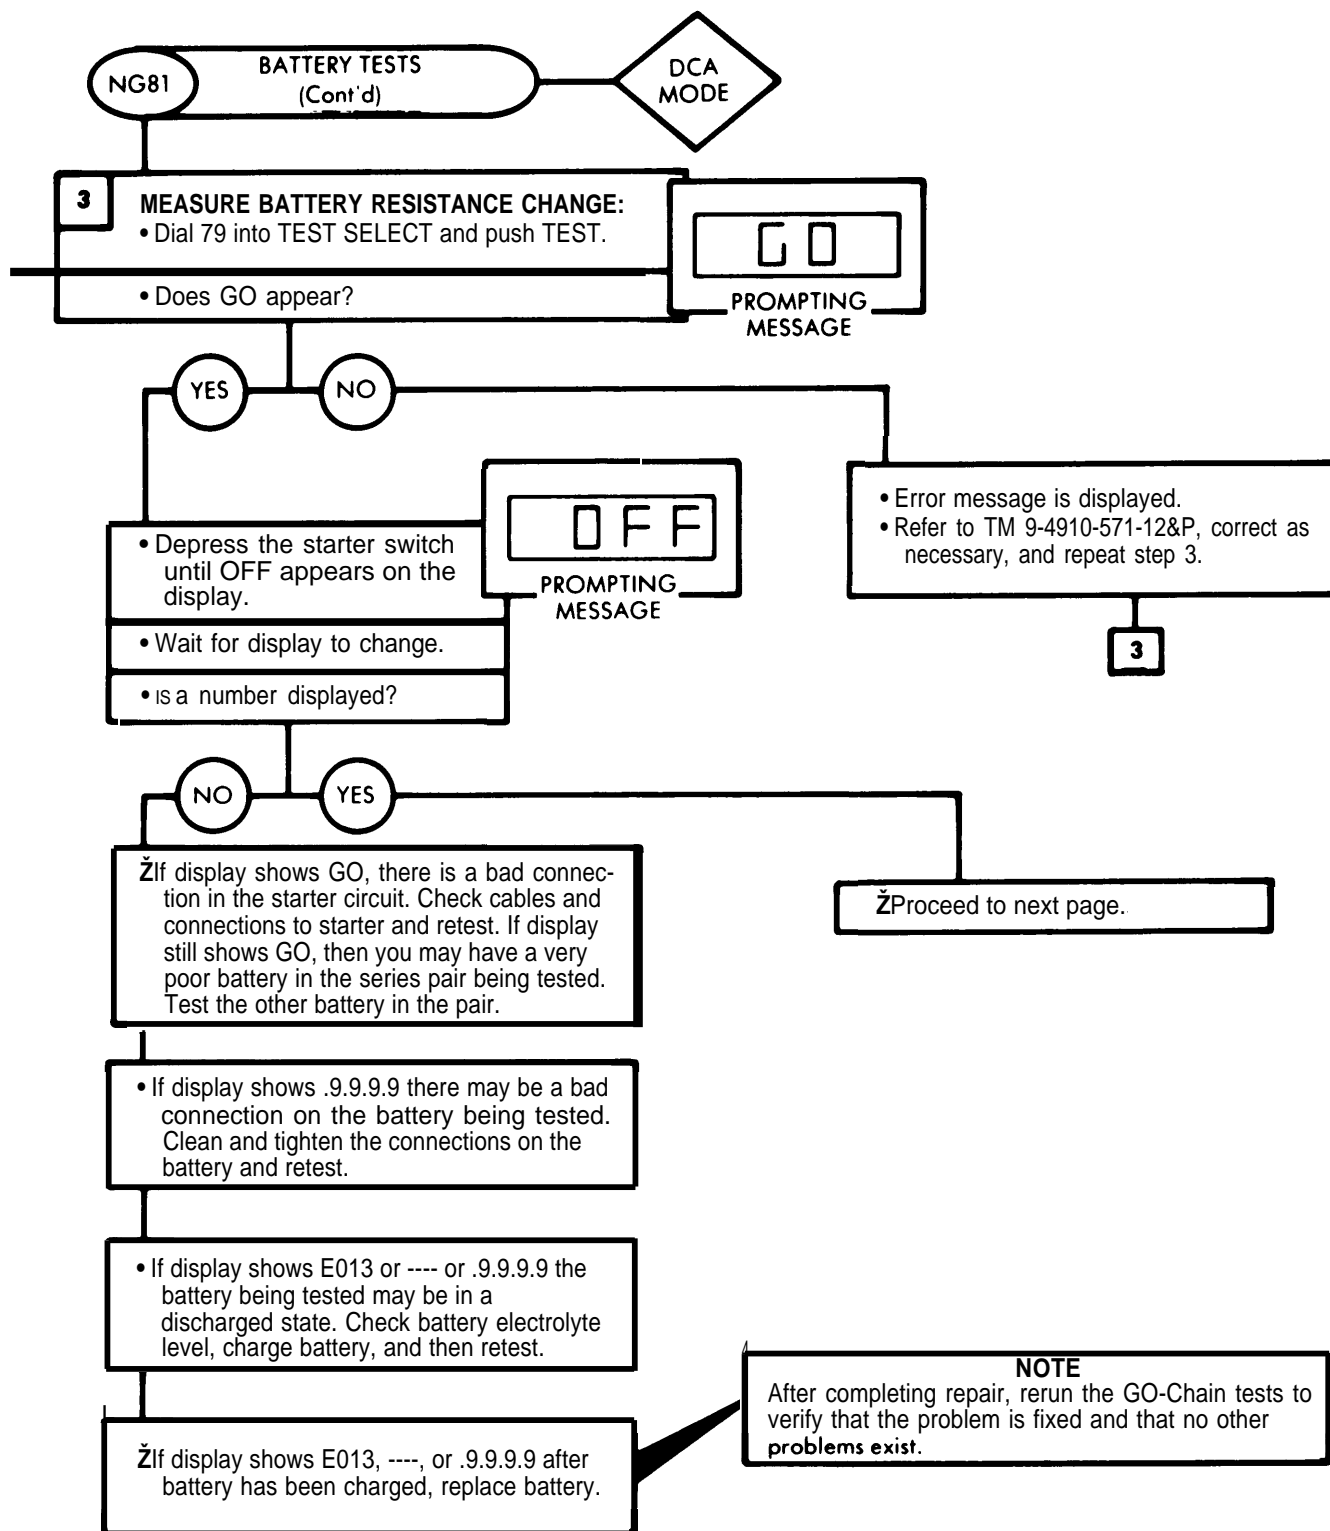 NG81
BATTERY TESTS
(Cont'd)
DCA
MODE
3
MEASURE BATTERY RESISTANCE CHANGE:
• Dial 79 into TEST SELECT and push TEST.
• Does GO appear?
GO
PROMPTING
MESSAGE
YES
NO
• Depress the starter switch
until OFF appears on the
display.
• Wait for display to change.
• IS a number displayed?
OFF
PROMPTING
MESSAGE
• Error message is displayed.
• Refer to TM 9-4910-571-12&P, correct as
necessary, and repeat step 3.
3
NO
YES
ŽIf display shows GO, there is a bad connec-
tion in the starter circuit. Check cables and
connections to starter and retest. If display
still shows GO, then you may have a very
poor battery in the series pair being tested.
Test the other battery in the pair.
ŽProceed to next page.
• If display shows .9.9.9.9 there may be a bad
connection on the battery being tested.
Clean and tighten the connections on the
battery and retest.
• If display shows E013 or ---- or .9.9.9.9 the
battery being tested may be in a
discharged state. Check battery electrolyte
level, charge battery, and then retest.
ŽIf display shows E013, ----, or .9.9.9.9 after
battery has been charged, replace battery.
NOTE
After completing repair, rerun the GO-Chain tests to
verify that the problem is fixed and that no other
problems exist.